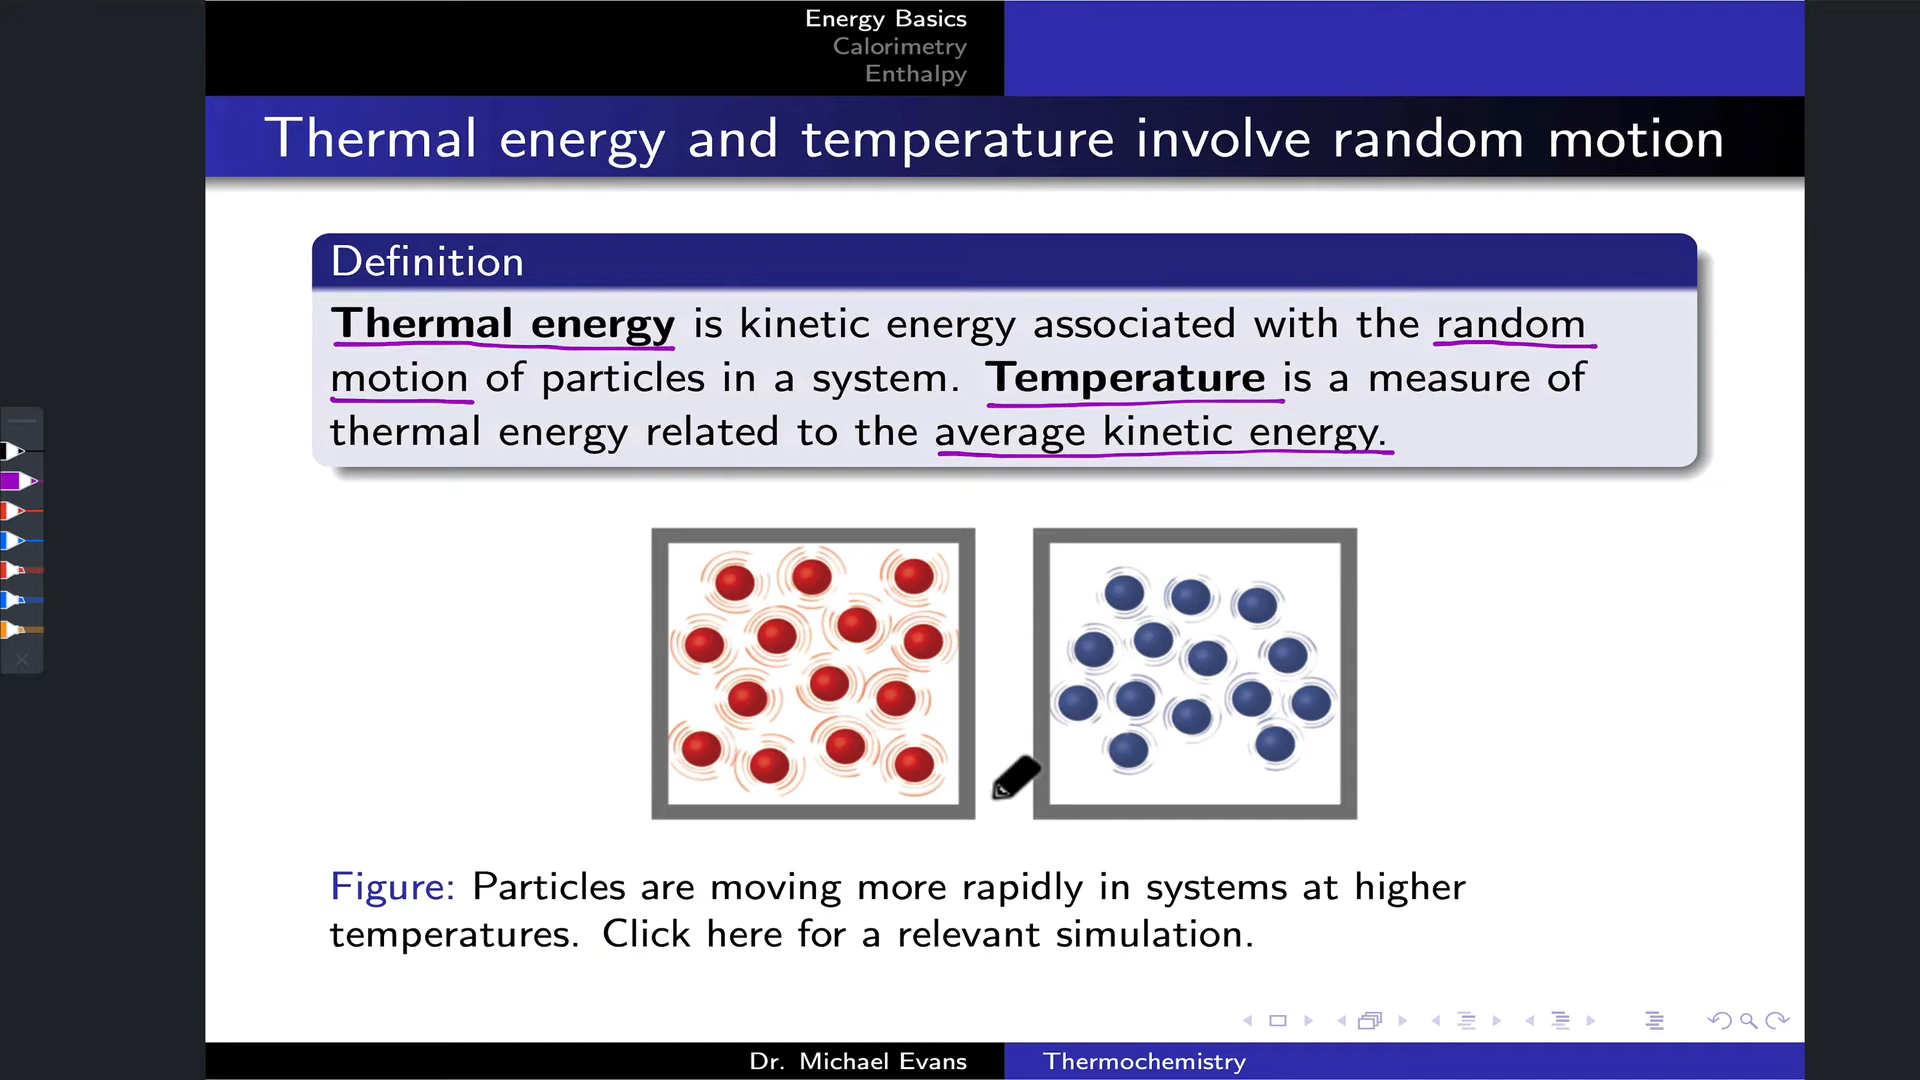 Energy Basics
Calorimetry
Enthalpy
Thermal energy and temperature involve random motion
Definition
Thermal energy is kinetic energy associated with the random
motion of particles in a system. Temperature is a measure of
thermal energy related to the average kinetic energy.
Figure: Particles are moving more rapidly in systems at higher
temperatures. Click here for a relevant simulation.
Dr. Michael Evans
Thermochemistry